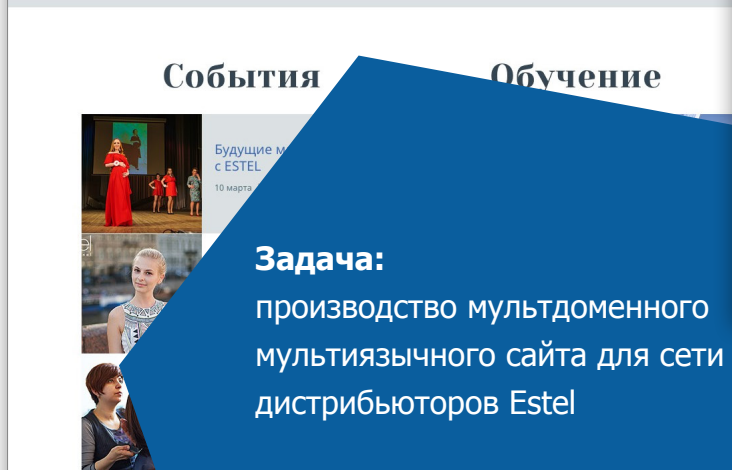 События
Обучение
Будущие м
с ESTEL
10 марта
Задача:
производство мультдоменного
мультиязычного сайта для сети
дистрибьюторов Estel